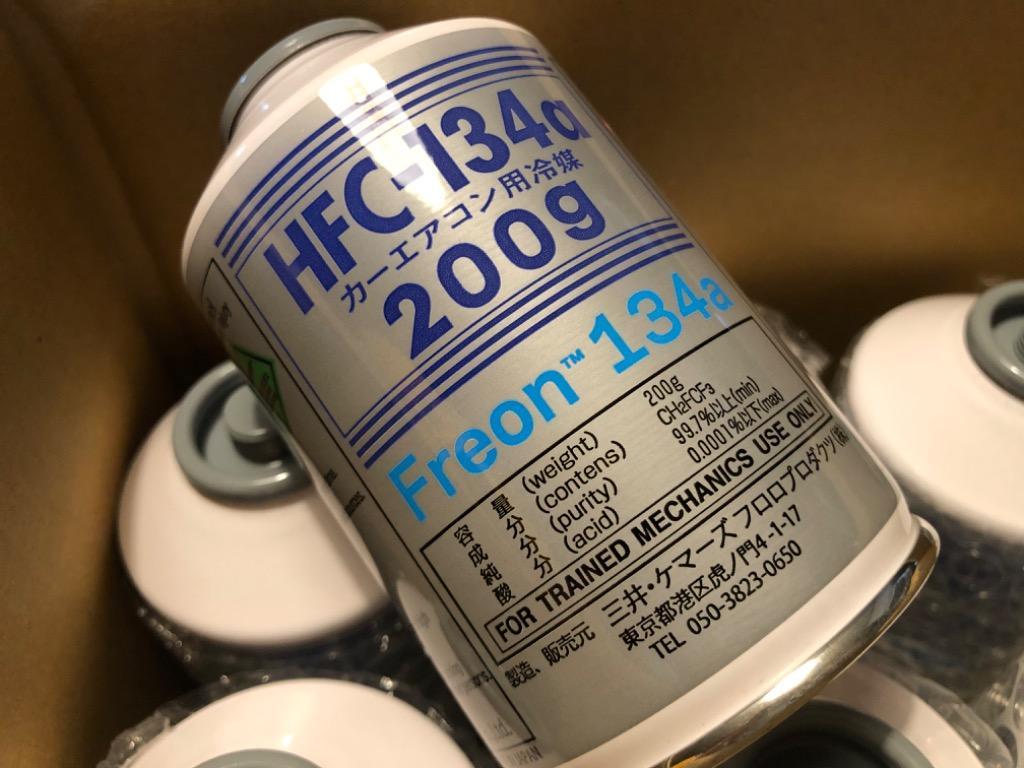 HFC-134a
カーエアコン用冷媒
200g
Freon™ 134a
容量 (weight) 200g
成分 (contens) CH2FCF3
純分 (purity) 99.7%以上(min)
酸分 (acid) 0.0001%以下(max)
FOR TRAINED MECHANICS USE ONLY
製造、販売元 三井・ケマーズ フロロプロダクツ(株)
東京都港区虎ノ門4-1-17
TEL 050-3823-0650
JAPAN